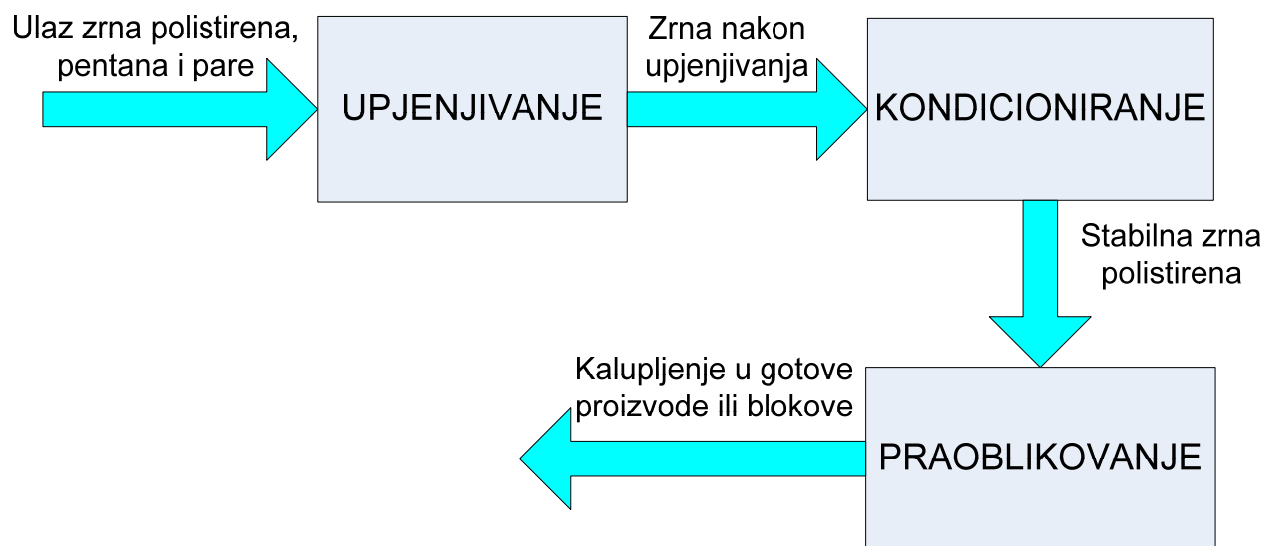 Ulaz zrna polistirena,
pentana i pare
UPJENJIVANJE
Zrna nakon
upjenjivanja
KONDICIONIRANJE
Stabilna zrna
polistirena
PRAOBLIKOVANJE
Kalupljenje u gotove
proizvode ili blokove